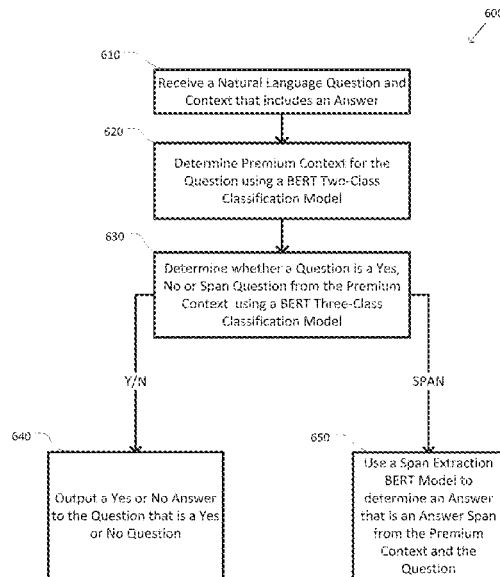 600
610
Receive a Natural Language Question and
Context that includes an Answer
620
Determine Premium Context for the
Question using a BERT Two-Class
Classification Model
630
Determine whether a Question is a Yes,
No or Span Question from the Premium
Context using a BERT Three-Class
Classification Model
Y/N
SPAN
640
Output a Yes or No Answer
to the Question that is a Yes
or No Question
650
Use a Span Extraction
BERT Model to
determine an Answer
that is an Answer Span
from the Premium
Context and the
Question